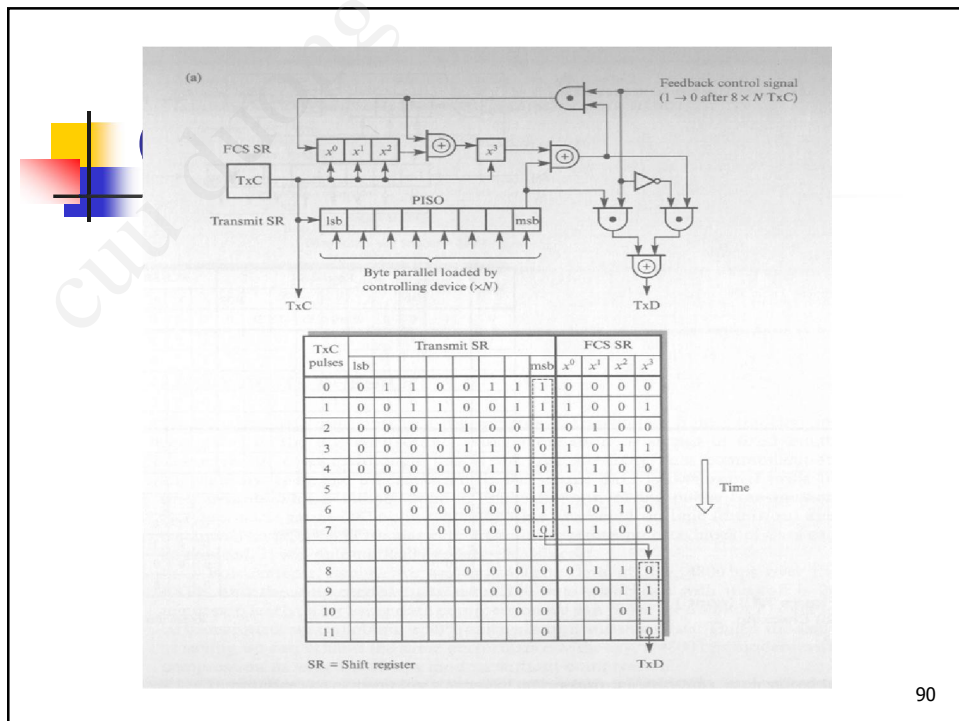 cuu duong
(a)
Feedback control signal
(1 → 0 after 8 × N TxC)
FCS SR
x⁰ x¹ x² + x³ +
TxC
PISO
Transmit SR
lsb msb
Byte parallel loaded by
controlling device (×N)
+
TxC
TxD
TxC pulses Transmit SR FCS SR
lsb msb x⁰ x¹ x² x³
0 0 1 1 0 0 1 1 1 0 0 0 0
1 0 0 1 1 0 0 1 1 1 0 0 1
2 0 0 0 1 1 0 0 1 0 1 0 0
3 0 0 0 0 1 1 0 0 1 0 1 1
4 0 0 0 0 0 1 1 0 1 1 0 0
5 0 0 0 0 0 1 1 0 1 1 0
6 0 0 0 0 0 1 1 0 1 0
7 0 0 0 0 0 1 1 0 0
8 0 0 0 0 0 1 1 0
9 0 0 0 0 1 1
10 0 0 0 1
11 0 0
Time
SR = Shift register
TxD
90